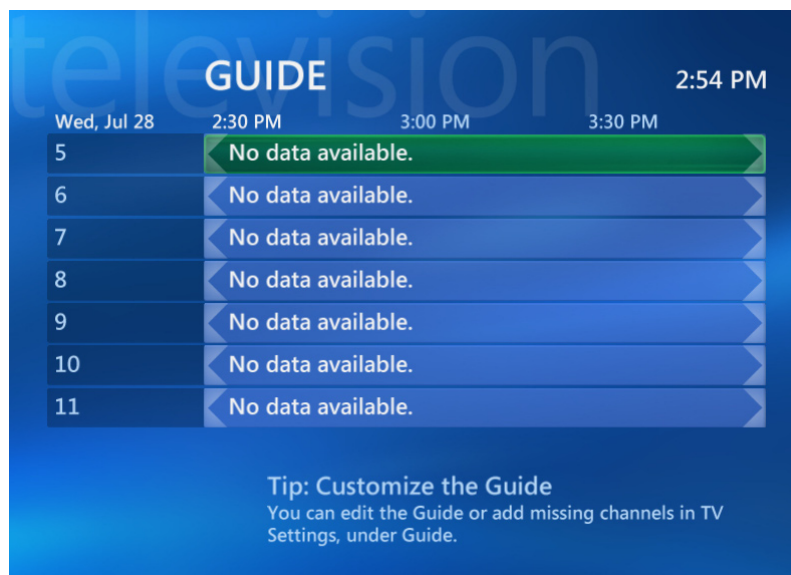 television
GUIDE
2:54 PM
Wed, Jul 28 2:30 PM 3:00 PM 3:30 PM
5 No data available.
6 No data available.
7 No data available.
8 No data available.
9 No data available.
10 No data available.
11 No data available.
Tip: Customize the Guide
You can edit the Guide or add missing channels in TV
Settings, under Guide.